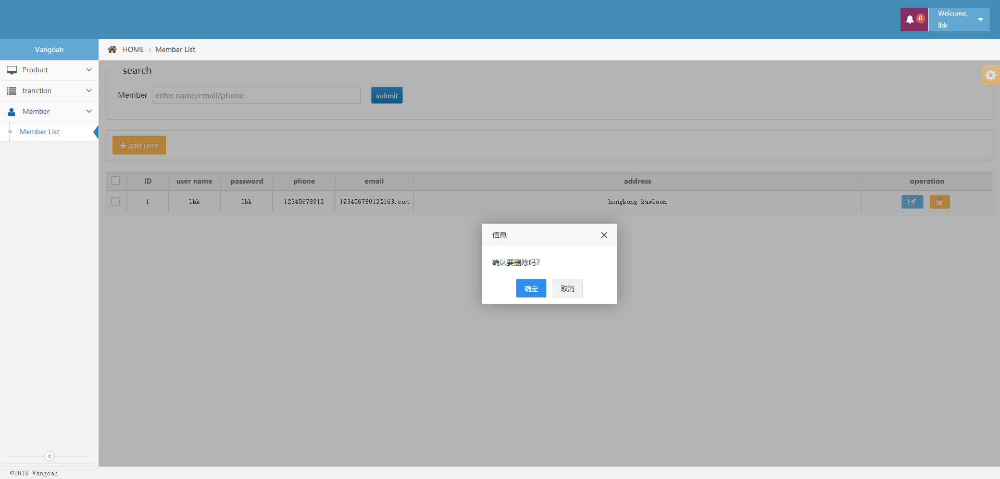 8
Welcome,
lbk
Vangoah
HOME
Member List
Product
tranction
Member
Member List
search
Member
enter name/email/phone
submit
add user
ID user name password phone email address operation
1 lbk lbk 12345678912 12345678912@163.com hongkong kawloon
信息
确认要删除吗?
确定 取消
©2019 Vangoah